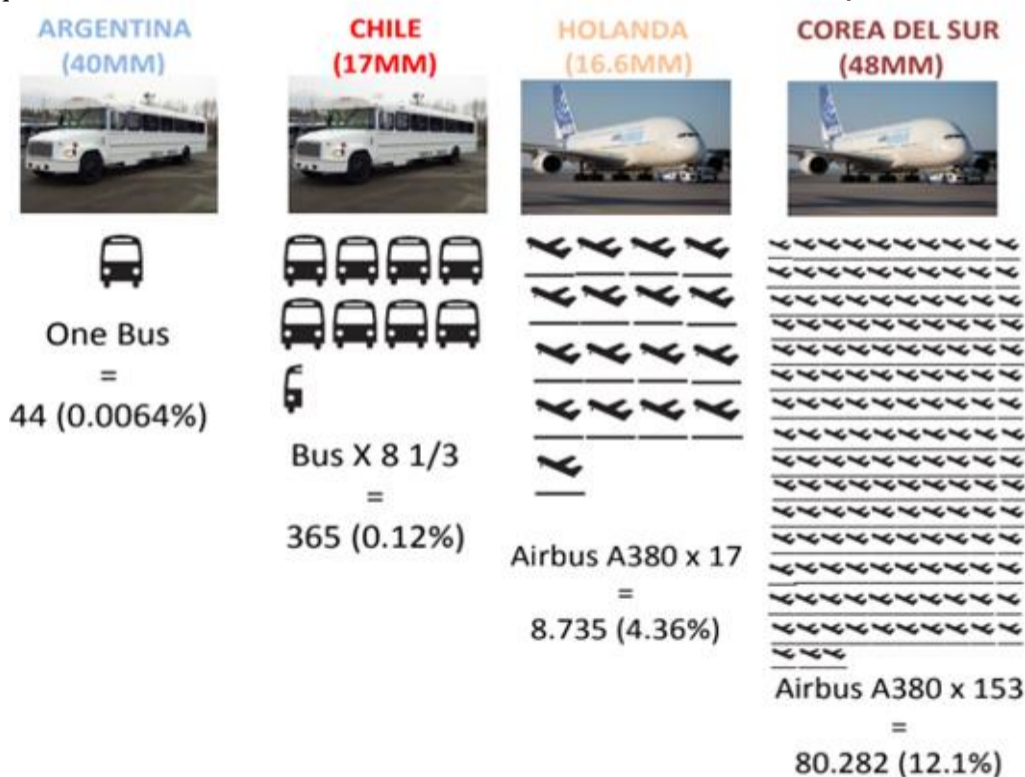 ARGENTINA
(40MM)
One Bus
=
44 (0.0064%)
CHILE
(17MM)
Bus X 8 1/3
=
365 (0.12%)
HOLANDA
(16.6MM)
Airbus A380 x 17
=
8.735 (4.36%)
COREA DEL SUR
(48MM)
Airbus A380 x 153
=
80.282 (12.1%)